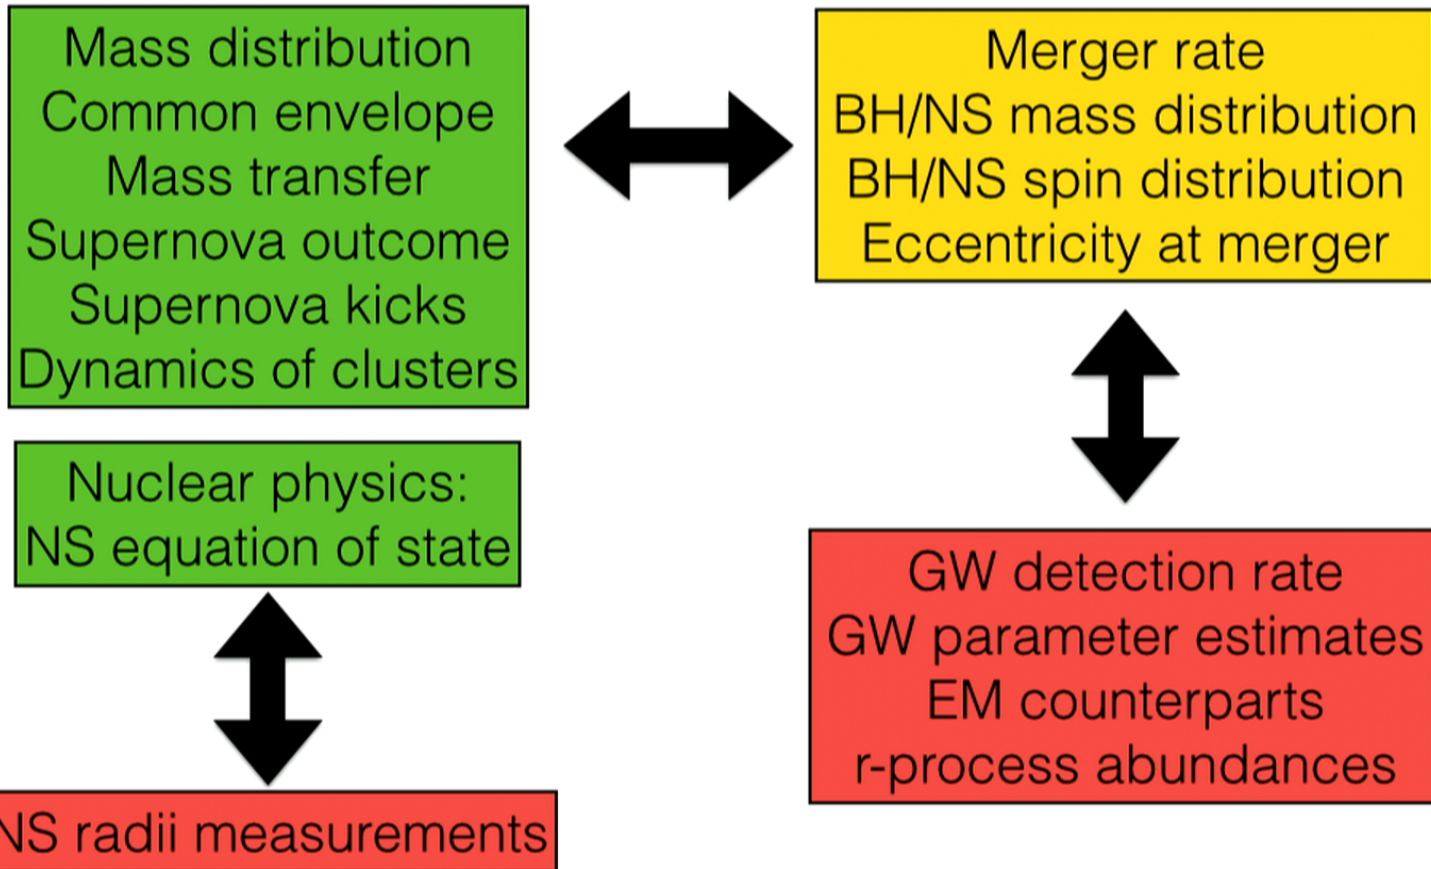 Mass distribution
Common envelope
Mass transfer
Supernova outcome
Supernova kicks
Dynamics of clusters
Merger rate
BH/NS mass distribution
BH/NS spin distribution
Eccentricity at merger
Nuclear physics:
NS equation of state
GW detection rate
GW parameter estimates
EM counterparts
r-process abundances
NS radii measurements